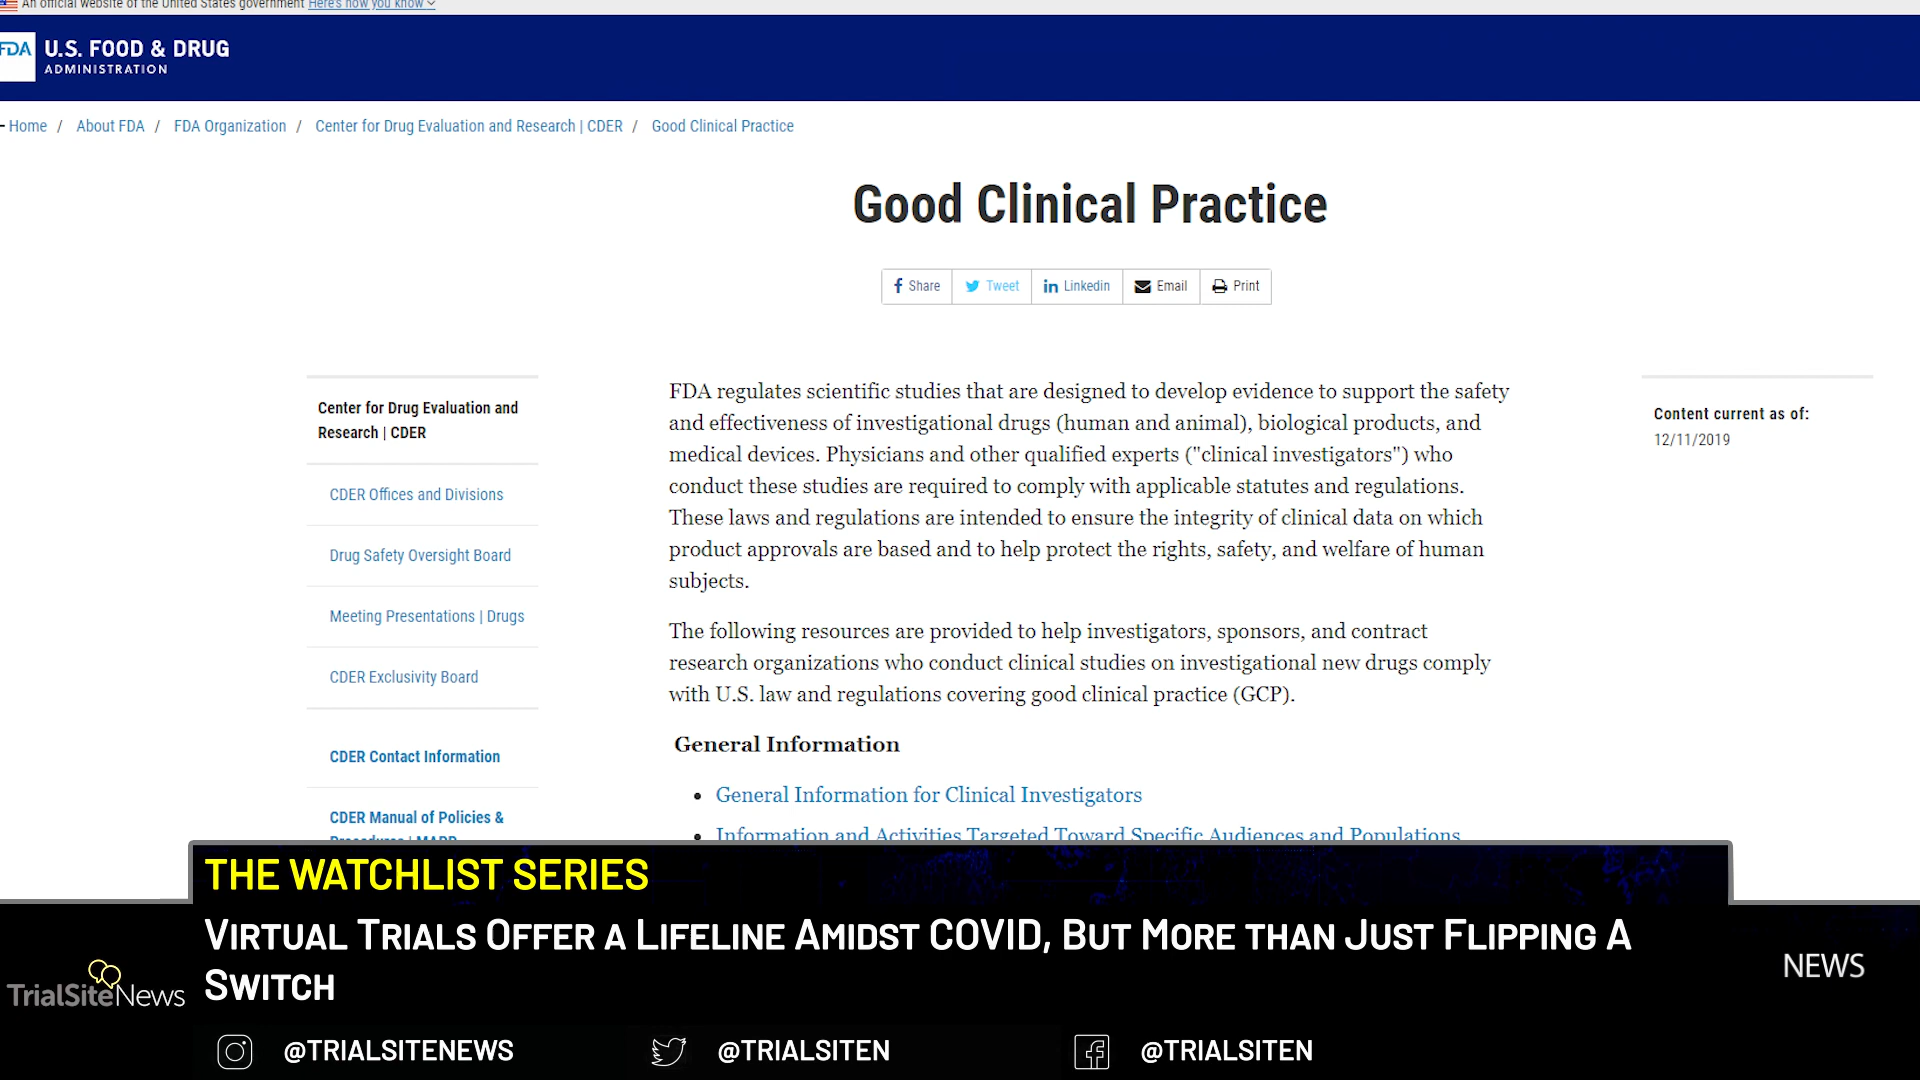 An official website of the United States government Here's how you know
FDA U.S. FOOD & DRUG
ADMINISTRATION
Home / About FDA / FDA Organization / Center for Drug Evaluation and Research | CDER / Good Clinical Practice
Good Clinical Practice
Share Tweet Linkedin Email Print
Center for Drug Evaluation and
Research | CDER
CDER Offices and Divisions
Drug Safety Oversight Board
Meeting Presentations | Drugs
CDER Exclusivity Board
CDER Contact Information
CDER Manual of Policies &
Procedures | MAPP
FDA regulates scientific studies that are designed to develop evidence to support the safety
and effectiveness of investigational drugs (human and animal), biological products, and
medical devices. Physicians and other qualified experts ("clinical investigators") who
conduct these studies are required to comply with applicable statutes and regulations.
These laws and regulations are intended to ensure the integrity of clinical data on which
product approvals are based and to help protect the rights, safety, and welfare of human
subjects.
The following resources are provided to help investigators, sponsors, and contract
research organizations who conduct clinical studies on investigational new drugs comply
with U.S. law and regulations covering good clinical practice (GCP).
General Information
General Information for Clinical Investigators
Information and Activities Targeted Toward Specific Audiences and Populations
Content current as of:
12/11/2019
THE WATCHLIST SERIES
VIRTUAL TRIALS OFFER A LIFELINE AMIDST COVID, BUT MORE THAN JUST FLIPPING A
SWITCH
TrialSiteNews
NEWS
@TRIALSITENEWS @TRIALSITEN @TRIALSITEN